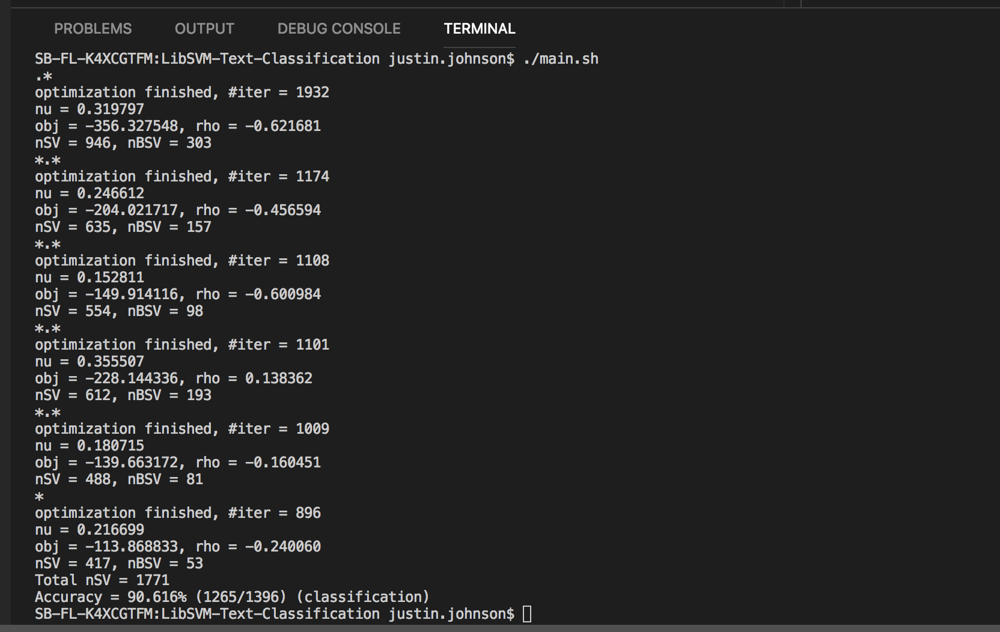 PROBLEMS OUTPUT DEBUG CONSOLE TERMINAL
SB-FL-K4XCGTFM:LibSVM-Text-Classification justin.johnson$ ./main.sh
.*
optimization finished, #iter = 1932
nu = 0.319797
obj = -356.327548, rho = -0.621681
nSV = 946, nBSV = 303
*.*
optimization finished, #iter = 1174
nu = 0.246612
obj = -204.021717, rho = -0.456594
nSV = 635, nBSV = 157
*.*
optimization finished, #iter = 1108
nu = 0.152811
obj = -149.914116, rho = -0.600984
nSV = 554, nBSV = 98
*.*
optimization finished, #iter = 1101
nu = 0.355507
obj = -228.144336, rho = 0.138362
nSV = 612, nBSV = 193
*.*
optimization finished, #iter = 1009
nu = 0.180715
obj = -139.663172, rho = -0.160451
nSV = 488, nBSV = 81
*
optimization finished, #iter = 896
nu = 0.216699
obj = -113.868833, rho = -0.240060
nSV = 417, nBSV = 53
Total nSV = 1771
Accuracy = 90.616% (1265/1396) (classification)
SB-FL-K4XCGTFM:LibSVM-Text-Classification justin.johnson$